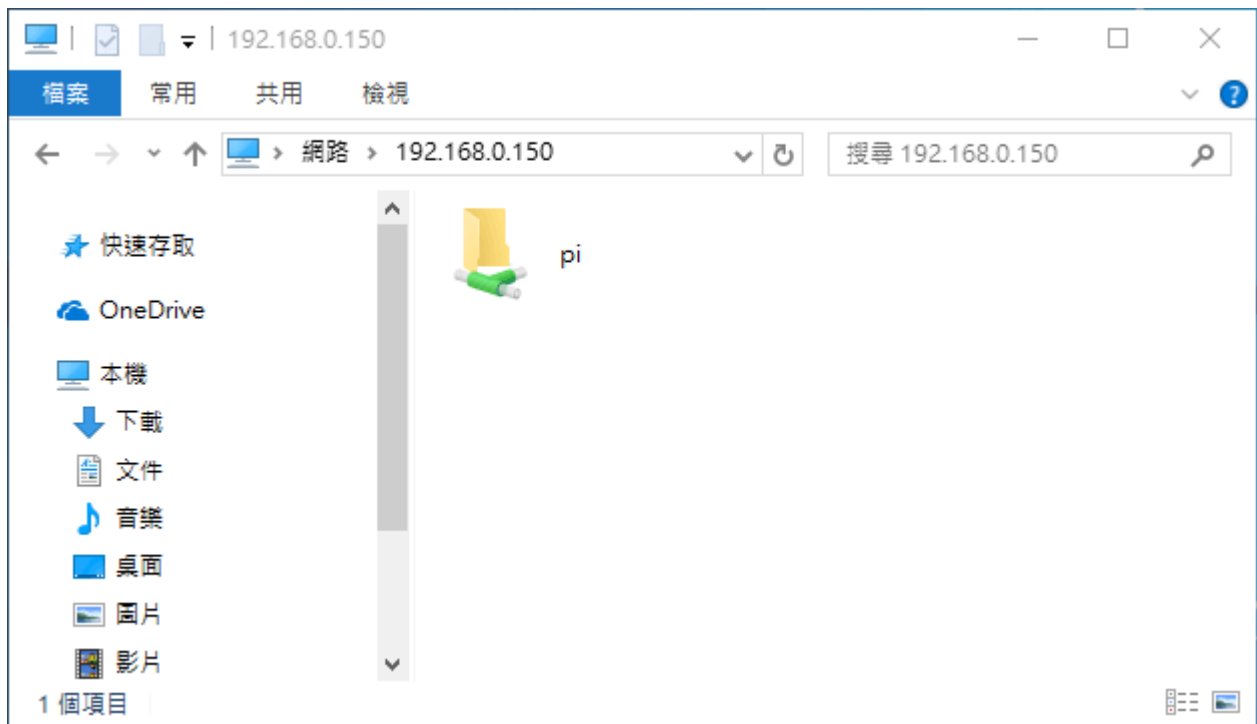 192.168.0.150
檔案 常用 共用 檢視
網路 192.168.0.150 搜尋 192.168.0.150
快速存取
OneDrive
本機
下載
文件
音樂
桌面
圖片
影片
pi
1 個項目